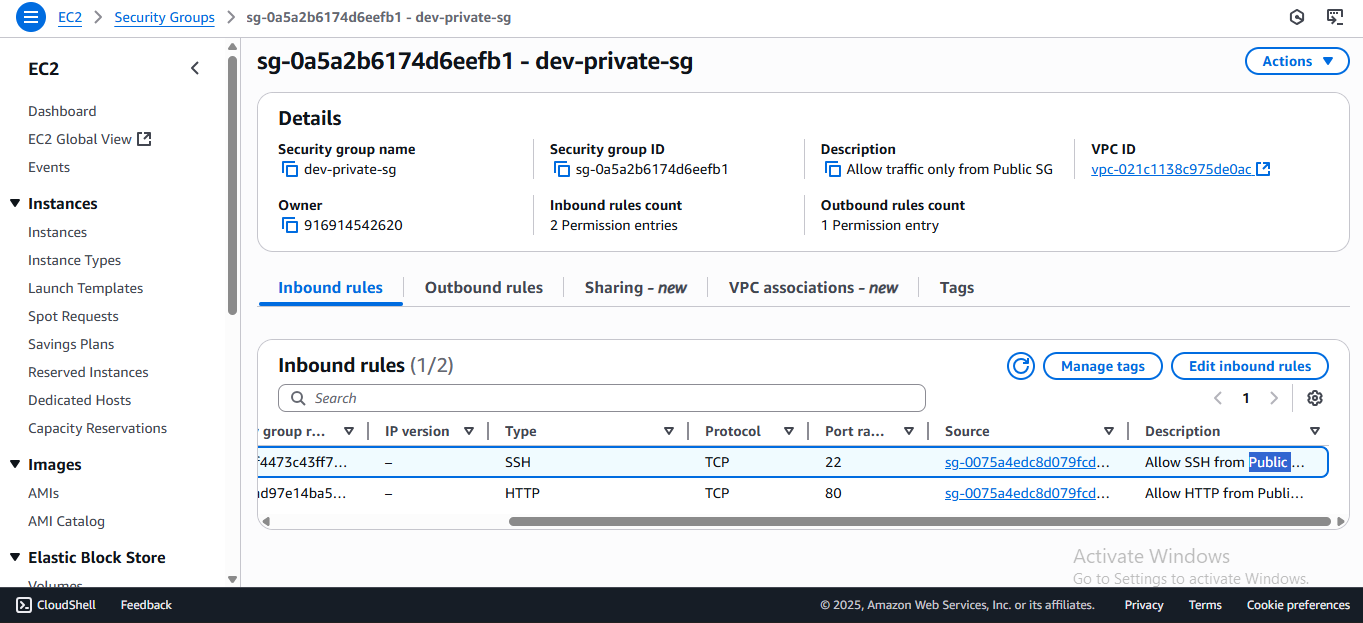 EC2 > Security Groups > sg-0a5a2b6174d6eefb1 - dev-private-sg
EC2
Dashboard
EC2 Global View
Events
Instances
Instances
Instance Types
Launch Templates
Spot Requests
Savings Plans
Reserved Instances
Dedicated Hosts
Capacity Reservations
Images
AMIs
AMI Catalog
Elastic Block Store
Volumes
sg-0a5a2b6174d6eefb1 - dev-private-sg
Actions
Details
Security group name
dev-private-sg
Security group ID
sg-0a5a2b6174d6eefb1
Description
Allow traffic only from Public SG
VPC ID
vpc-021c1138c975de0ac
Owner
916914542620
Inbound rules count
2 Permission entries
Outbound rules count
1 Permission entry
Inbound rules Outbound rules Sharing - new VPC associations - new Tags
Inbound rules (1/2)
Manage tags
Edit inbound rules
Search
1
group r... IP version Type Protocol Port ra... Source Description
f4473c43ff7... – SSH TCP 22 sg-0075a4edc8d079fcd... Allow SSH from Public ...
d97e14ba5... – HTTP TCP 80 sg-0075a4edc8d079fcd... Allow HTTP from Publi...
Activate Windows
Go to Settings to activate Windows.
CloudShell Feedback © 2025, Amazon Web Services, Inc. or its affiliates. Privacy Terms Cookie preferences